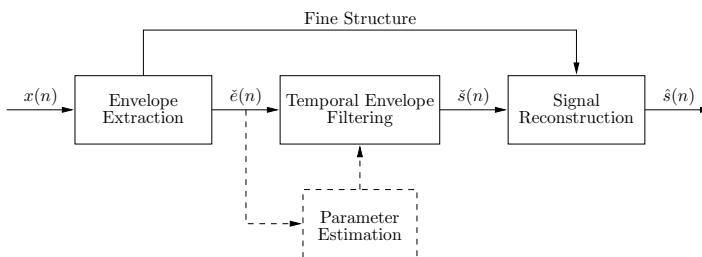 Fine Structure
x(n)
Envelope
Extraction
ě(n)
Temporal Envelope
Filtering
š(n)
Signal
Reconstruction
ŝ(n)
Parameter
Estimation